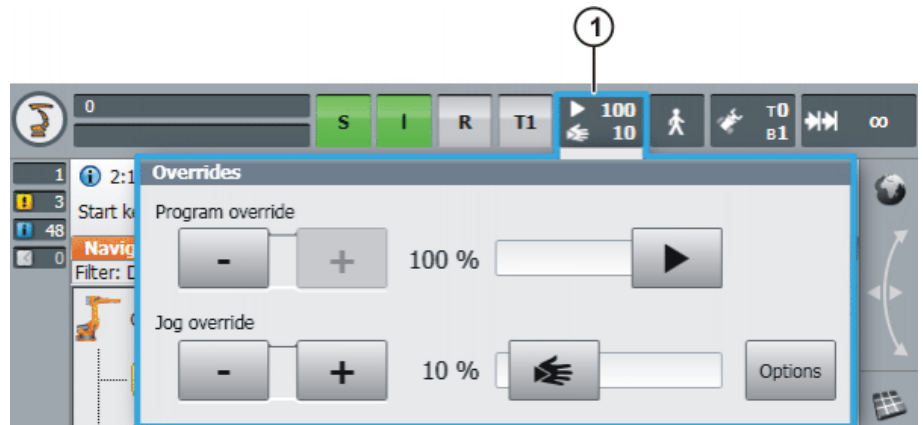 1
0
S I R T1 100 10 T0 B1 ∞
1
3
48
0
2:1
Start ke
Overrides
Program override
- + 100 %
Navig
Filter: D
Jog override
- + 10 % Options